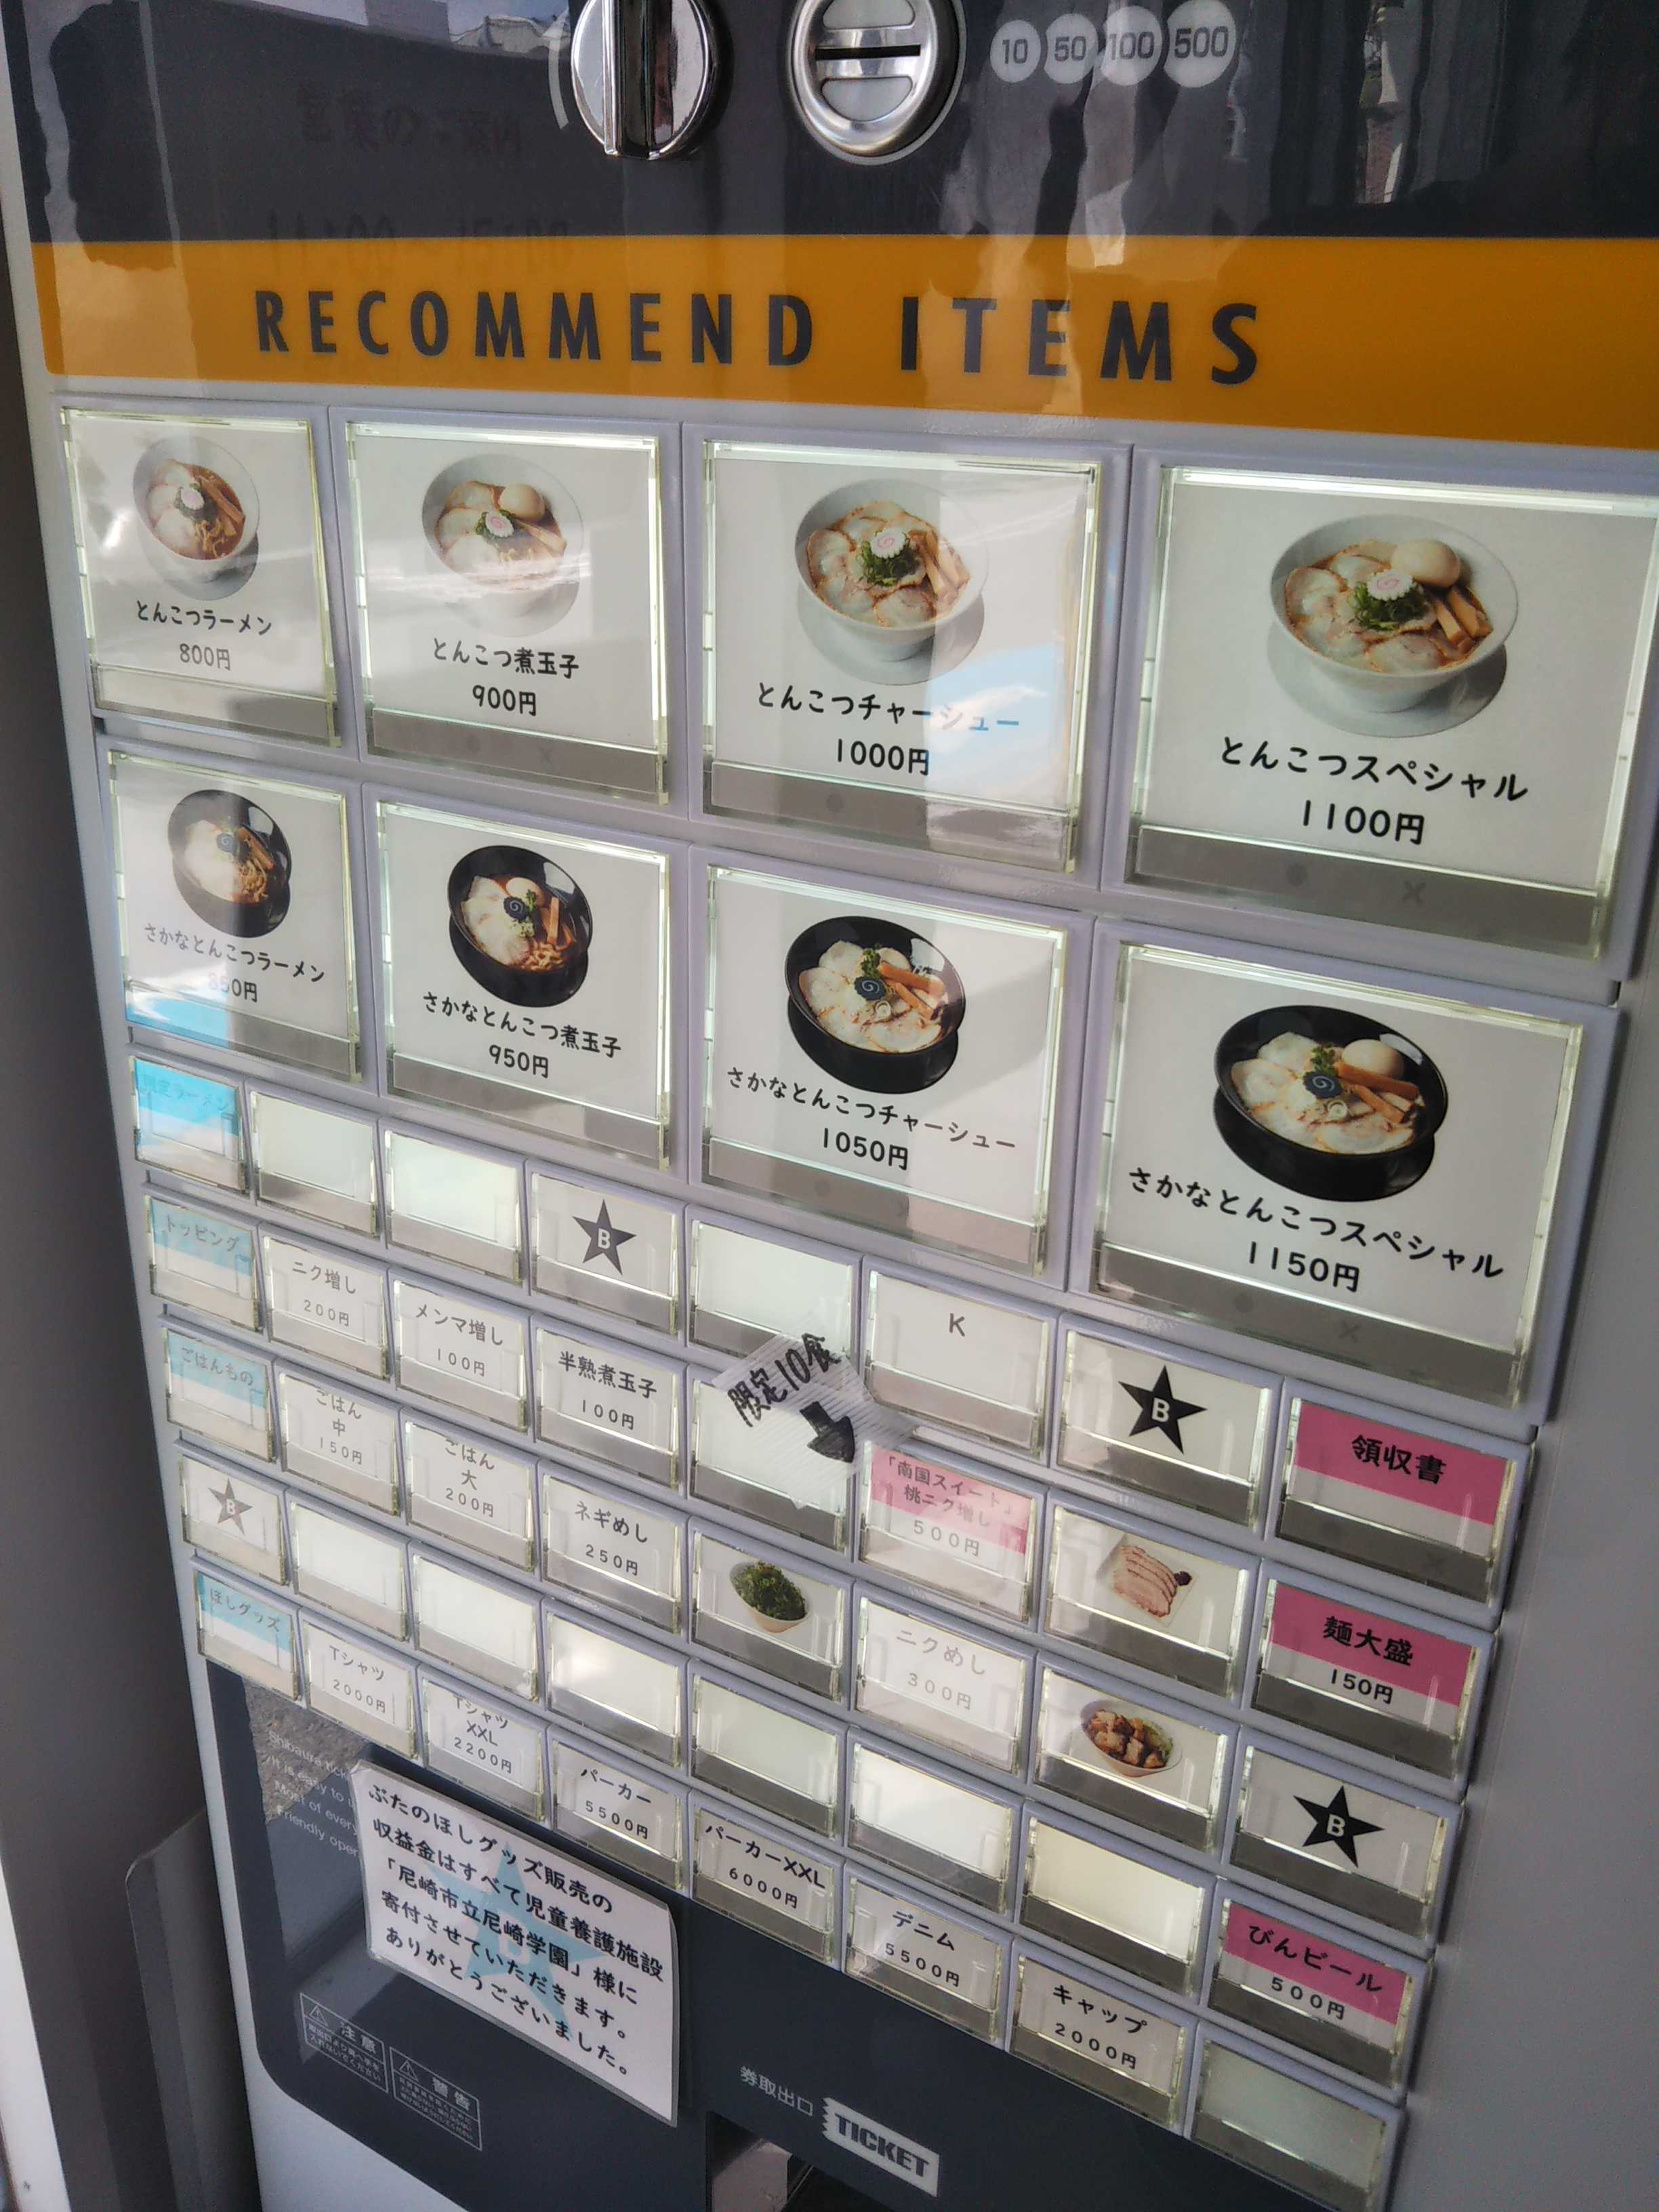 10 50 100 500
RECOMMEND ITEMS
とんこつラーメン
800円
とんこつ煮玉子
900円
とんこつチャーシュー
1000円
とんこつスペシャル
1100円
さかなとんこつラーメン
850円
さかなとんこつ煮玉子
950円
さかなとんこつチャーシュー
1050円
さかなとんこつスペシャル
1150円
限定ラーメン
B
K
B
領収書
トッピング
ニク増し
200円
メンマ増し
100円
半熟煮玉子
100円
限定10食
「南国スイート」
桃ニク増し
500円
麺大盛
150円
ごはんもの
ごはん
中
150円
ごはん
大
200円
ネギめし
250円
ニクめし
300円
B
B
びんビール
500円
ほしグッズ
Tシャツ
2000円
Tシャツ
XXL
2200円
パーカー
5500円
パーカーXXL
6000円
デニム
5500円
キャップ
2000円
ぶたのほしグッズ販売の
収益金はすべて児童養護施設
「尼崎市立尼崎学園」様に
寄付させていただきます。
ありがとうございました。
注意
警告
券取出口
TICKET